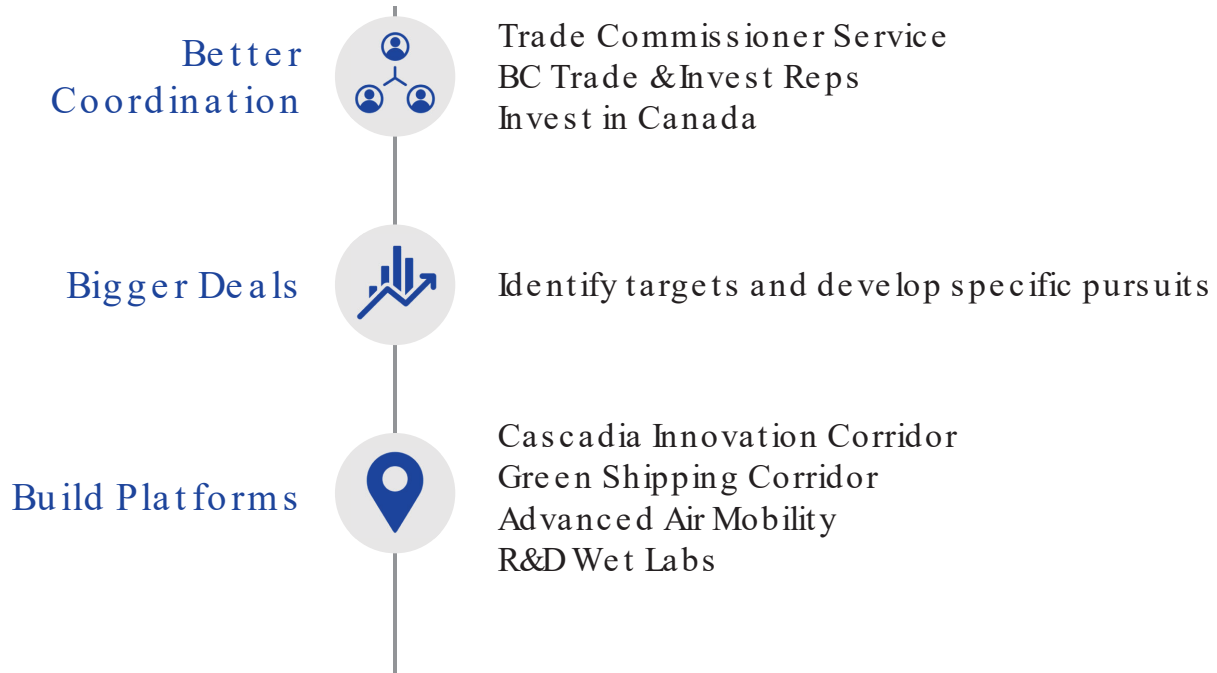 Better
Coordination
Trade Commissioner Service
BC Trade & Invest Reps
Invest in Canada
Bigger Deals
Identify targets and develop specific pursuits
Build Platforms
Cascadia Innovation Corridor
Green Shipping Corridor
Advanced Air Mobility
R&D Wet Labs